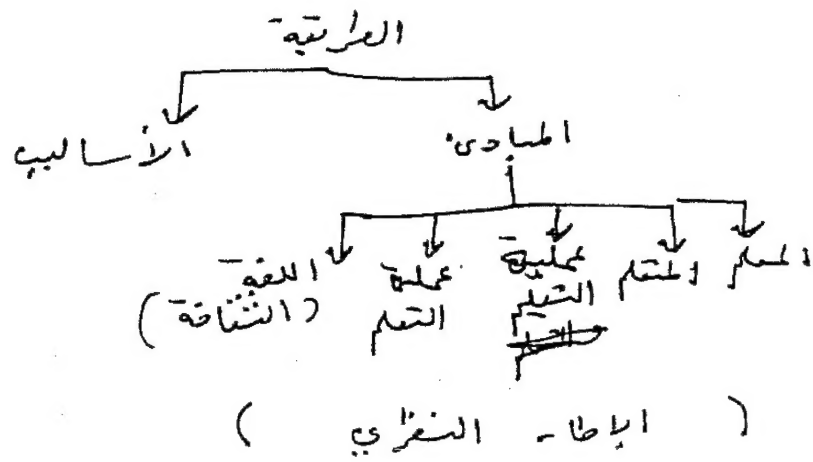 الطريقة
المبادئ الأساليب
المعلم المتعلم عملية التعليم عملية التعلم اللغة (الثقافة)
( الإطار النظري )